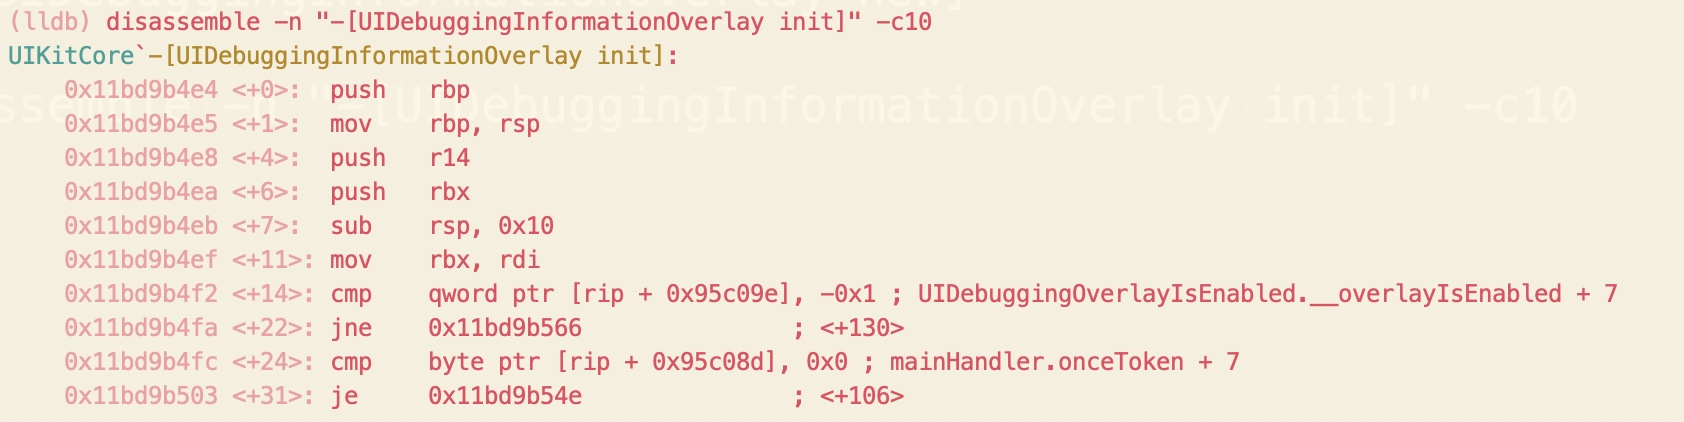 (lldb) disassemble -n "-[UIDebuggingInformationOverlay init]" -c10
UIKitCore`-[UIDebuggingInformationOverlay init]:
    0x11bd9b4e4 <+0>:  push   rbp
    0x11bd9b4e5 <+1>:  mov    rbp, rsp
    0x11bd9b4e8 <+4>:  push   r14
    0x11bd9b4ea <+6>:  push   rbx
    0x11bd9b4eb <+7>:  sub    rsp, 0x10
    0x11bd9b4ef <+11>: mov    rbx, rdi
    0x11bd9b4f2 <+14>: cmp    qword ptr [rip + 0x95c09e], -0x1 ; UIDebuggingOverlayIsEnabled.__overlayIsEnabled + 7
    0x11bd9b4fa <+22>: jne    0x11bd9b566               ; <+130>
    0x11bd9b4fc <+24>: cmp    byte ptr [rip + 0x95c08d], 0x0 ; mainHandler.onceToken + 7
    0x11bd9b503 <+31>: je     0x11bd9b54e               ; <+106>